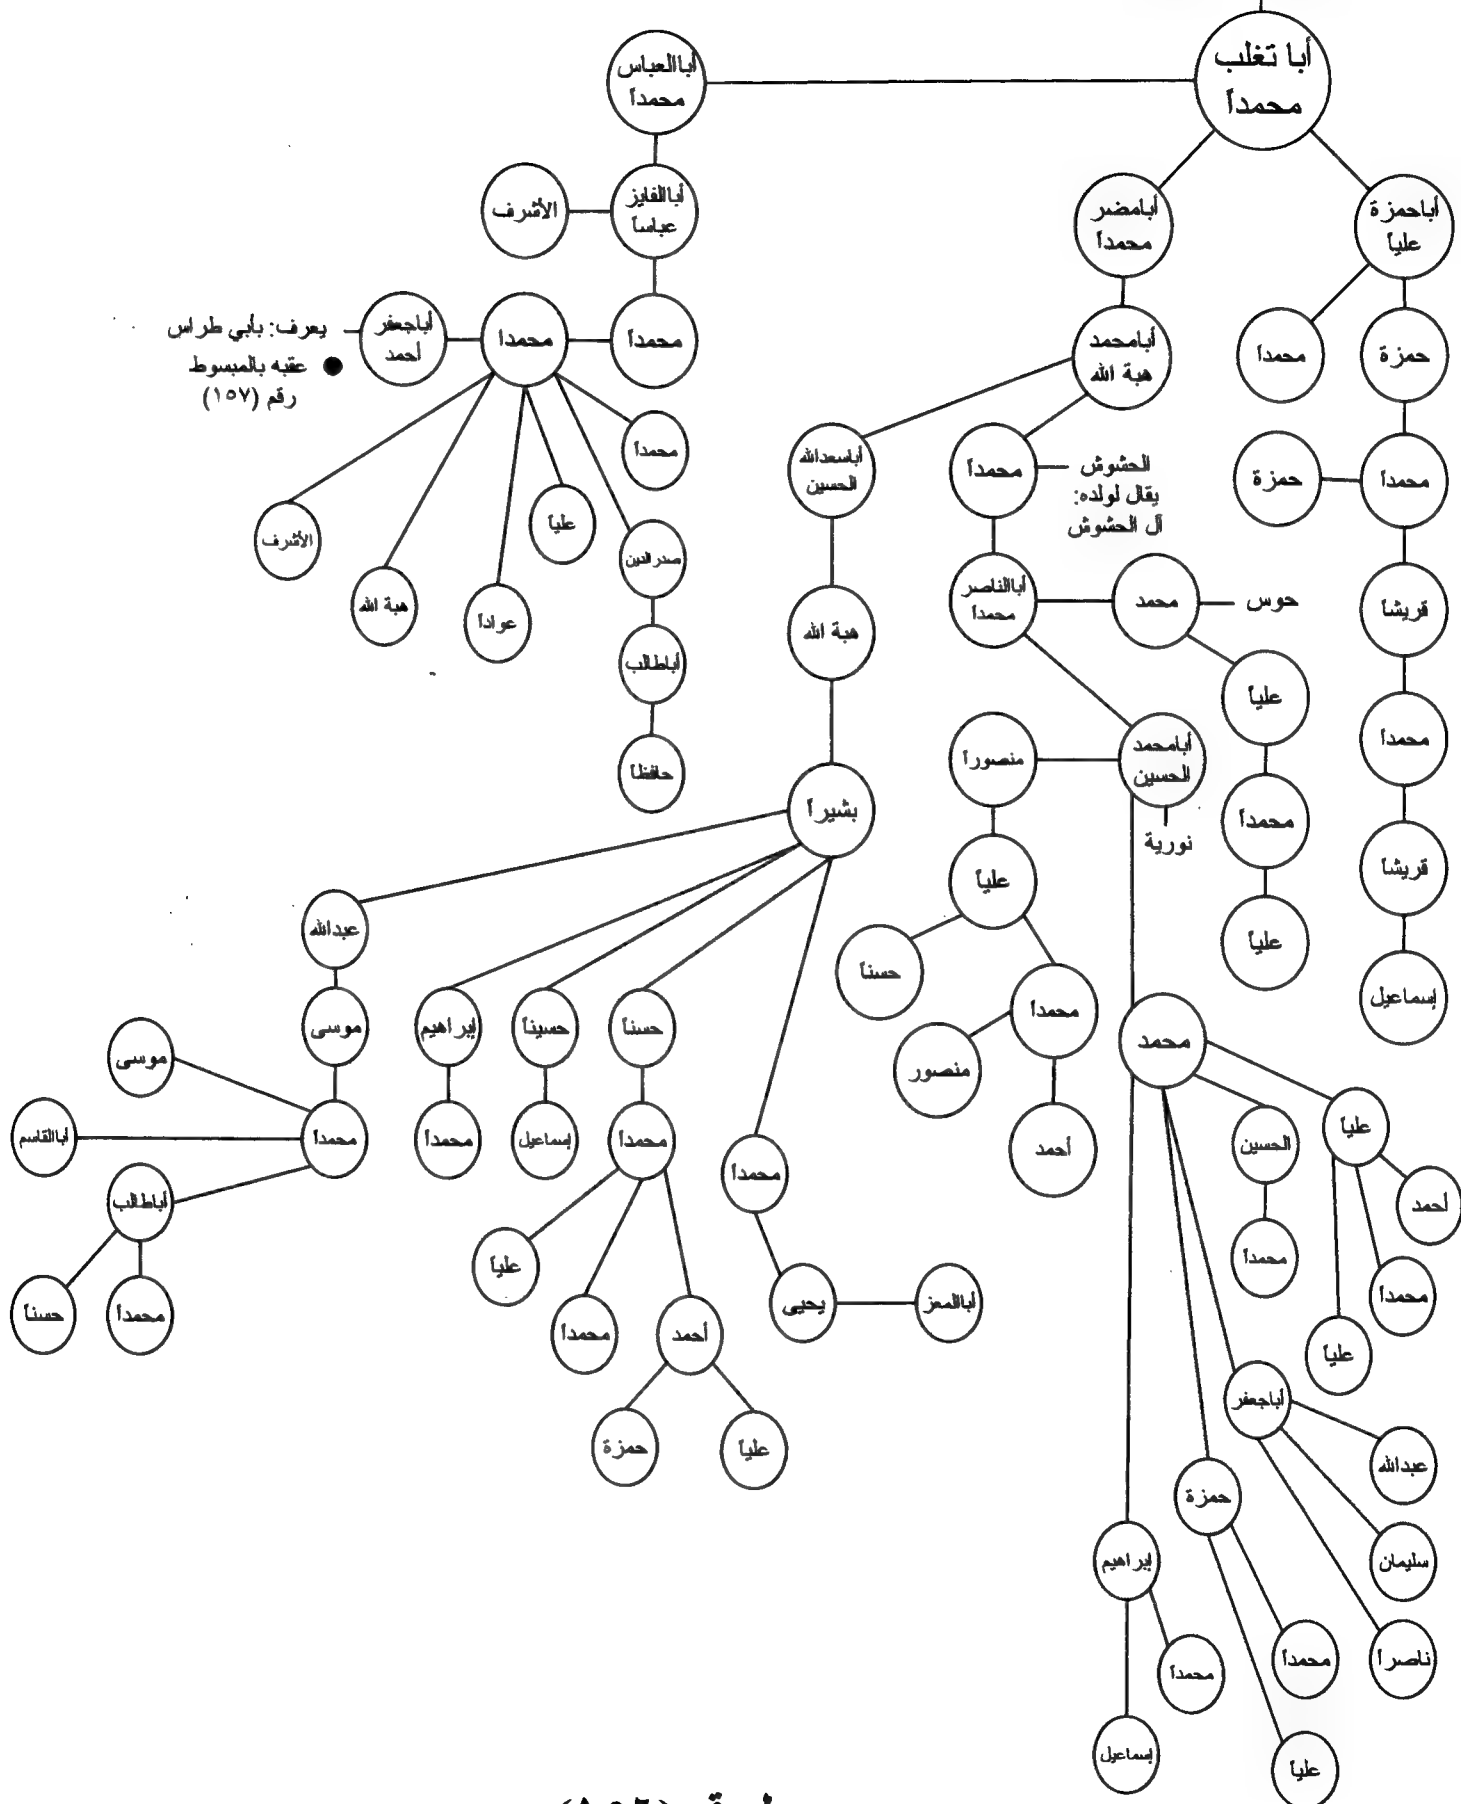 أبا تغلب
محمداً
أباالعباس
محمداً
أباالفايز
عباساً
الأشرف
أبامضر
محمداً
أباحمزة
علياً
محمداً
محمداً
أباجعفر
أحمد
يعرف: بأبي طراس
عقبه بالمبسوط
رقم (١٥٧)
أبامحمد
هبة الله
محمداً
حمزة
محمداً
علياً
صدرالدين
عواداً
هبة الله
الأشرف
أباطالب
حافظاً
أباسعدالله
الحسين
محمداً
الحشوش
يقال لولده:
آل الحشوش
حمزة
محمداً
هبة الله
أباالناصر
محمداً
محمد
حوس
قريشاً
علياً
محمداً
منصوراً
أبامحمد
الحسين
نورية
محمداً
قريشاً
بشيراً
علياً
علياً
إسماعيل
حسناً
محمداً
منصور
أحمد
عبدالله
موسى
إبراهيم
حسيناً
حسناً
محمد
موسى
أباالقاسم
محمداً
محمداً
إسماعيل
محمداً
محمداً
الحسين
علياً
أباطالب
أحمد
حسناً
محمداً
علياً
محمداً
أحمد
يحيى
أباالمعز
محمداً
محمداً
علياً
حمزة
علياً
أباجعفر
عبدالله
حمزة
سليمان
إبراهيم
ناصراً
محمداً
محمداً
إسماعيل
علياً